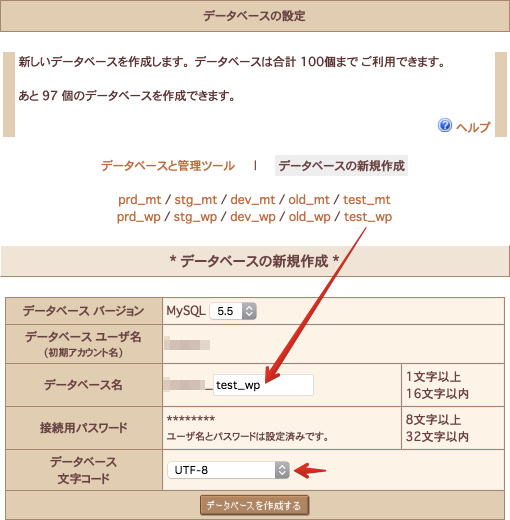 データベースの設定
新しいデータベースを作成します。データベースは合計 100個まで ご利用できます。
あと 97 個のデータベースを作成できます。
ヘルプ
データベースと管理ツール | データベースの新規作成
prd_mt / stg_mt / dev_mt / old_mt / test_mt
prd_wp / stg_wp / dev_wp / old_wp / test_wp
* データベースの新規作成 *
データベース バージョン MySQL 5.5
データベース ユーザ名
(初期アカウント名)
データベース名 _ test_wp
1文字以上
16文字以内
接続用パスワード
********
ユーザ名とパスワードは設定済みです。
8文字以上
32文字以内
データベース
文字コード
UTF-8
データベースを作成する